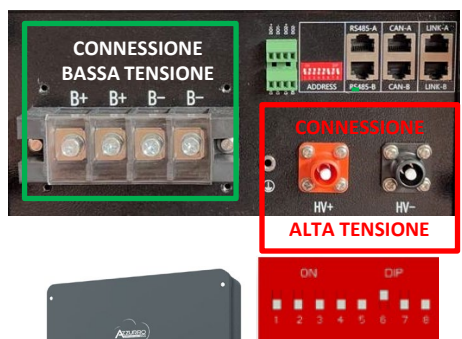 CONNESSIONE
BASSA TENSIONE
B+ B+ B- B-
ADDRESS
RS485-A CAN-A LINK-A
RS485-B CAN-B LINK-B
CONNESSIONE
HV+ HV-
ALTA TENSIONE
AZZURRO
ON DIP
1 2 3 4 5 6 7 8